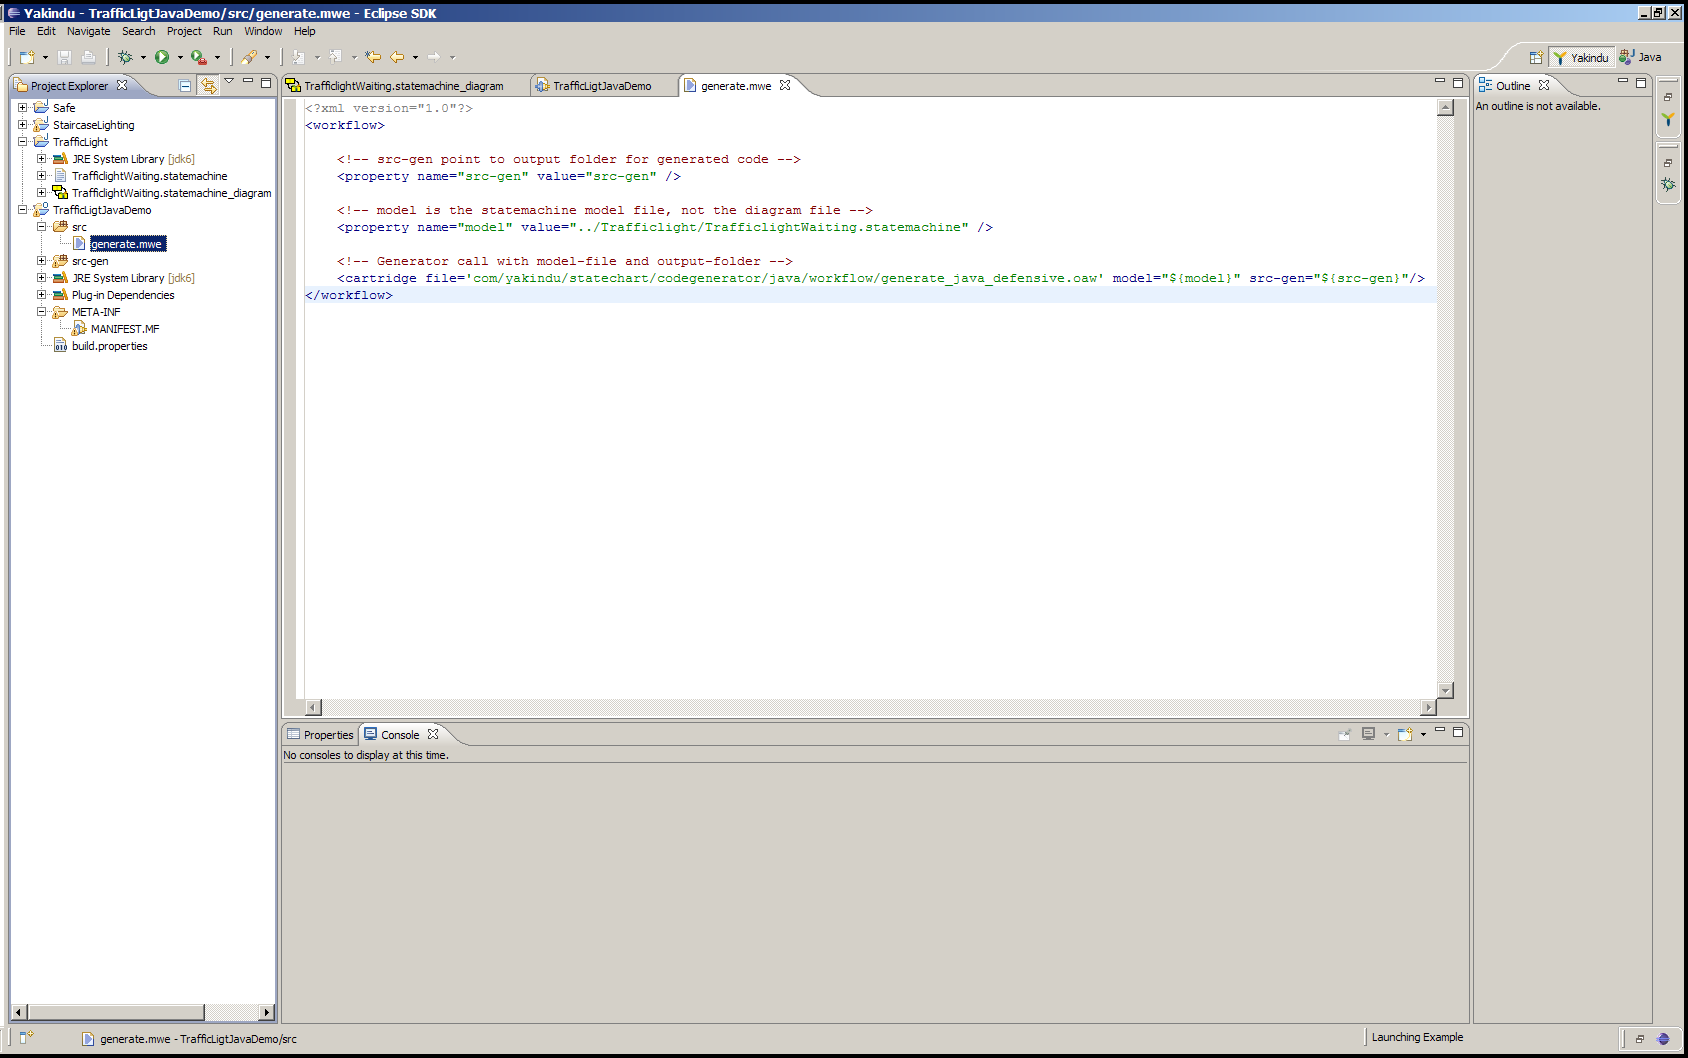 Yakindu - TrafficLigtJavaDemo/src/generate.mwe - Eclipse SDK
File Edit Navigate Search Project Run Window Help
Yakindu Java
Project Explorer
Safe
StaircaseLighting
TrafficLight
JRE System Library [jdk6]
TrafficlightWaiting.statemachine
TrafficlightWaiting.statemachine_diagram
TrafficLigtJavaDemo
src
generate.mwe
src-gen
JRE System Library [jdk6]
Plug-in Dependencies
META-INF
MANIFEST.MF
build.properties
TrafficlightWaiting.statemachine_diagram TrafficLigtJavaDemo generate.mwe
<?xml version="1.0"?>
<workflow>
<!-- src-gen point to output folder for generated code -->
<property name="src-gen" value="src-gen" />
<!-- model is the statemachine model file, not the diagram file -->
<property name="model" value="../Trafficlight/TrafficlightWaiting.statemachine" />
<!-- Generator call with model-file and output-folder -->
<cartridge file='com/yakindu/statechart/codegenerator/java/workflow/generate_java_defensive.oaw' model="${model}" src-gen="${src-gen}"/>
</workflow>
Outline
An outline is not available.
Properties Console
No consoles to display at this time.
generate.mwe - TrafficLigtJavaDemo/src
Launching Example